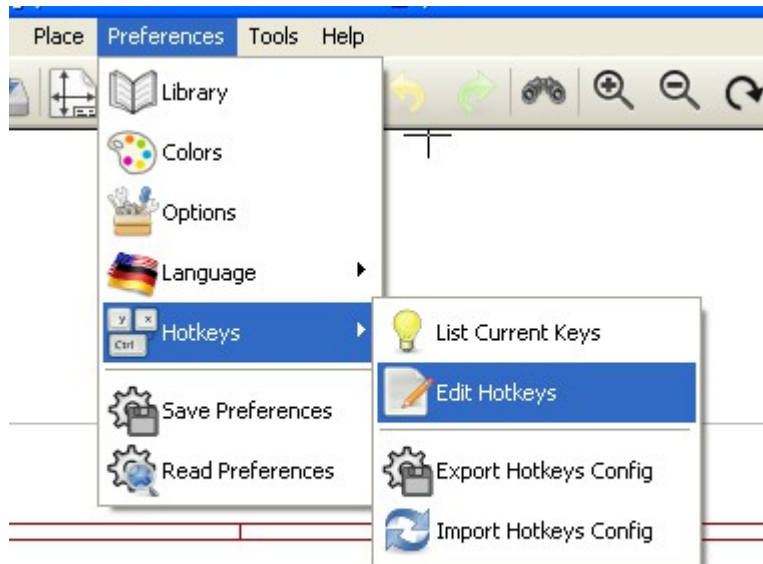 Place Preferences Tools Help
Library
Colors
Options
Language
y x
Ctrl
Hotkeys
List Current Keys
Edit Hotkeys
Save Preferences
Export Hotkeys Config
Read Preferences
Import Hotkeys Config